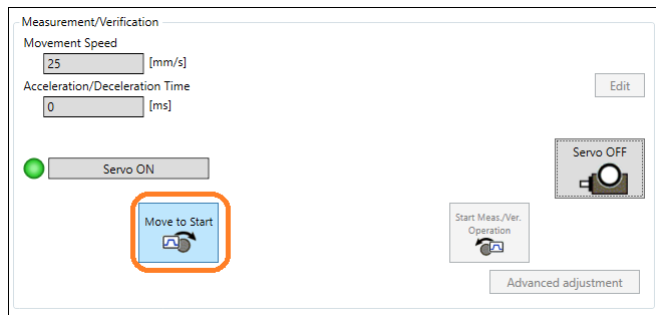 Measurement/Verification
Movement Speed
25 [mm/s]
Acceleration/Deceleration Time
0 [ms]
Edit
Servo ON
Servo OFF
Move to Start
Start Meas./Ver.
Operation
Advanced adjustment